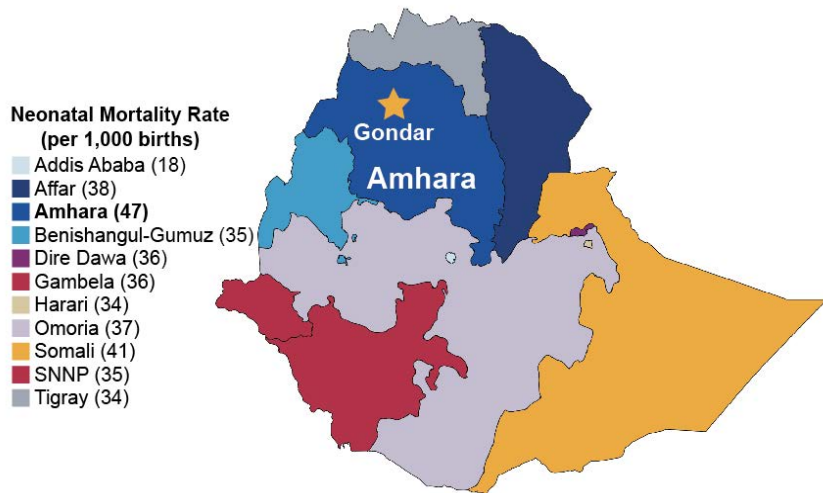 Neonatal Mortality Rate
(per 1,000 births)
Addis Ababa (18)
Affar (38)
Amhara (47)
Benishangul-Gumuz (35)
Dire Dawa (36)
Gambela (36)
Harari (34)
Omoria (37)
Somali (41)
SNNP (35)
Tigray (34)
Gondar
Amhara